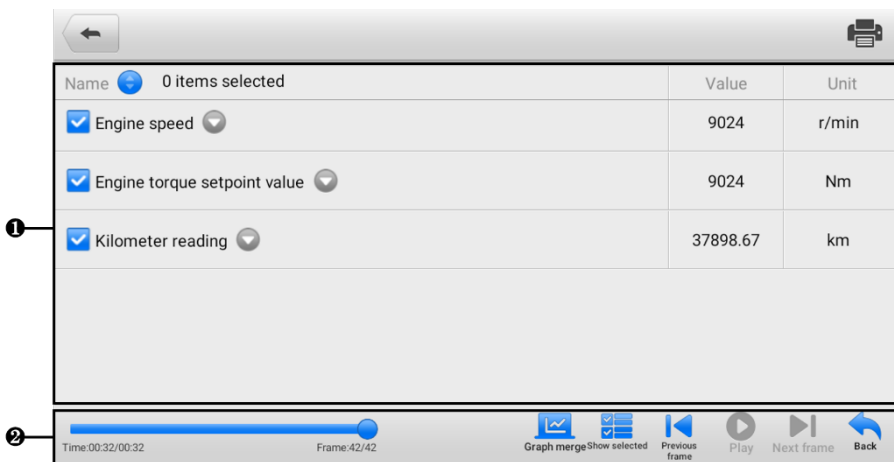 Name 0 items selected Value Unit
Engine speed 9024 r/min
Engine torque setpoint value 9024 Nm
❶
Kilometer reading 37898.67 km
❷
Time:00:32/00:32 Frame:42/42 Graph merge Show selected Previous frame Play Next frame Back